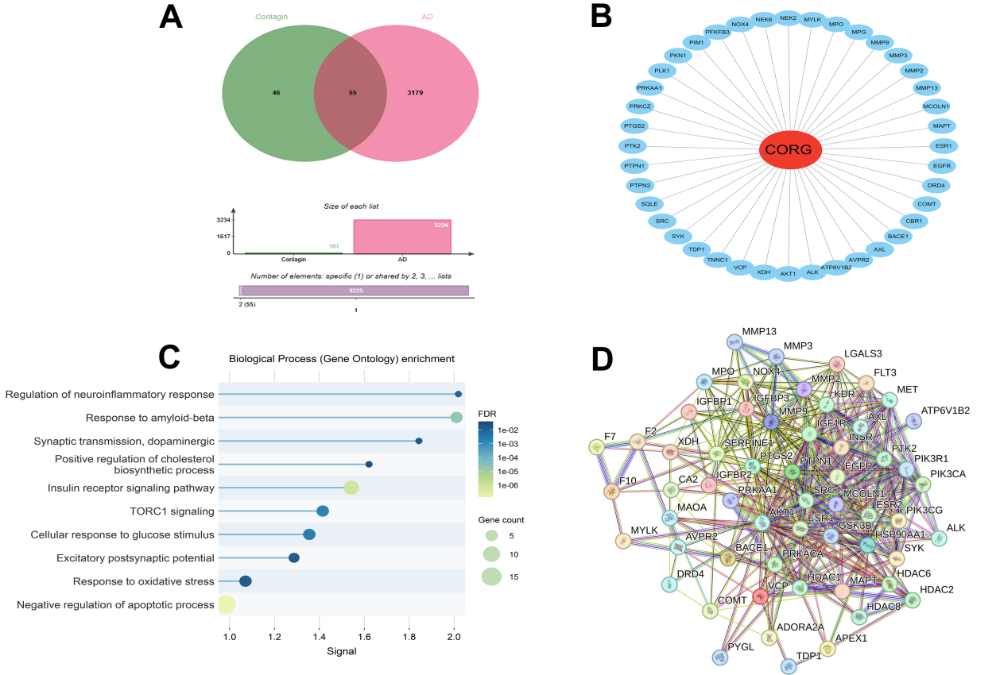 A
Corilagin
AD
46
55
3179
Size of each list
3234
1617
0
101
3234
Corilagin
AD
Number of elements: specific (1) or shared by 2, 3, ... lists
3225
2 (55)
1
B
NEK2
MYLK
MPO
MPG
MMP9
MMP3
MMP2
MMP13
MCOLN1
MAPT
ESR1
EGFR
DRD4
COMT
CBR1
BACE1
AXL
AVPR2
ATP6V1B2
ALK
AKT1
XDH
VCP
TNNC1
TDP1
SYK
SRC
SQLE
PTPN2
PTPN1
PTK2
PTGS2
PRKCZ
PRKAA1
PLK1
PKN1
PIM1
PFKFB3
NOX4
NEK6
CORG
C
Biological Process (Gene Ontology) enrichment
Regulation of neuroinflammatory response
Response to amyloid-beta
Synaptic transmission, dopaminergic
Positive regulation of cholesterol
biosynthetic process
Insulin receptor signaling pathway
TORC1 signaling
Cellular response to glucose stimulus
Excitatory postsynaptic potential
Response to oxidative stress
Negative regulation of apoptotic process
1.0
1.2
1.4
1.6
1.8
2.0
Signal
FDR
1e-02
1e-03
1e-04
1e-05
1e-06
Gene count
5
10
15
D
MMP13
MMP3
LGALS3
MPO
NOX4
FLT3
MMP2
MET
KDR
IGFBP1
IGFBP3
MMP9
ATP6V1B2
AXL
IGF1R
F7
F2
XDH
SERPINE1
INSR
PTGS2
PTPN1
PTK2
PIK3R1
EGFR
PIK3CA
F10
CA2
IGFBP2
PRKAA1
SRC
MCOLN1
ESR2
MAOA
AKT1
ESR1
PIK3CG
GSK3B
HSP90AA1
ALK
MYLK
AVPR2
BACE1
PRKACA
SYK
DRD4
HDAC1
MAPT
HDAC6
VCP
HDAC2
COMT
HDAC8
ADORA2A
APEX1
PYGL
TDP1